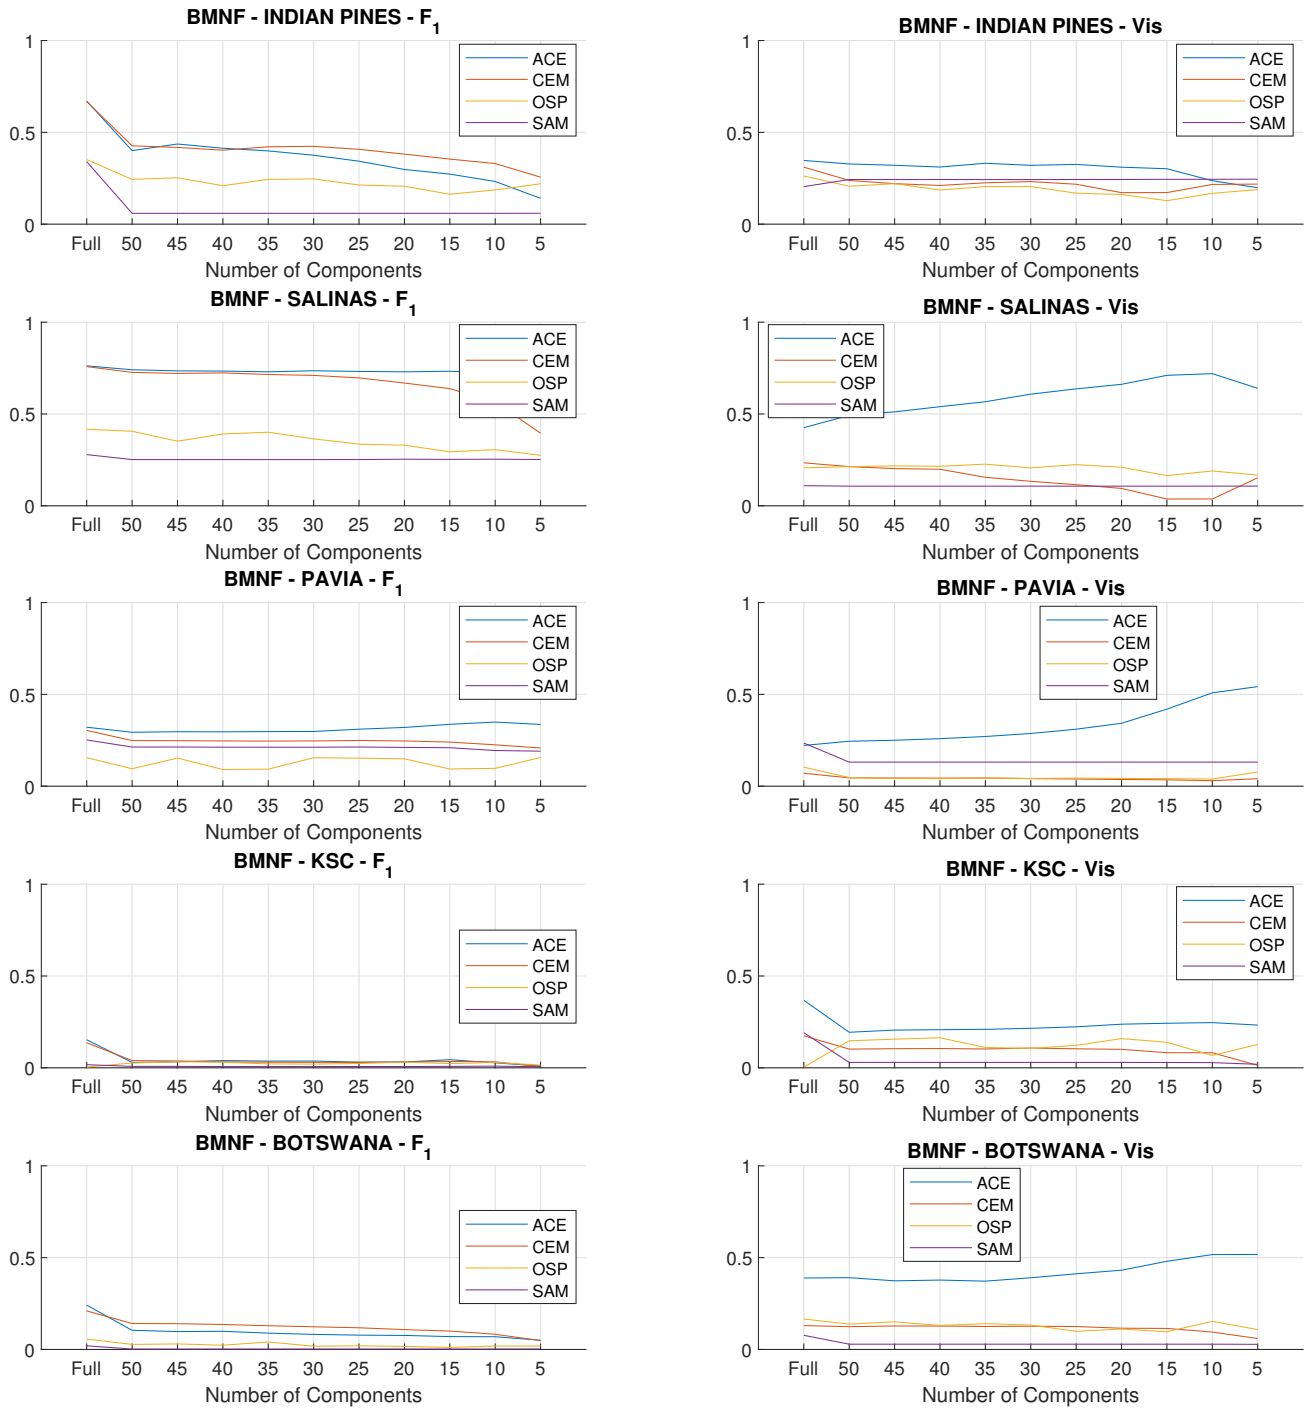 BMNF - INDIAN PINES - F1
1
0.5
0
ACE
CEM
OSP
SAM
Full 50 45 40 35 30 25 20 15 10 5
Number of Components
BMNF - INDIAN PINES - Vis
1
0.5
0
ACE
CEM
OSP
SAM
Full 50 45 40 35 30 25 20 15 10 5
Number of Components
BMNF - SALINAS - F1
1
0.5
0
ACE
CEM
OSP
SAM
Full 50 45 40 35 30 25 20 15 10 5
Number of Components
BMNF - SALINAS - Vis
1
0.5
0
ACE
CEM
OSP
SAM
Full 50 45 40 35 30 25 20 15 10 5
Number of Components
BMNF - PAVIA - F1
1
0.5
0
ACE
CEM
OSP
SAM
Full 50 45 40 35 30 25 20 15 10 5
Number of Components
BMNF - PAVIA - Vis
1
0.5
0
ACE
CEM
OSP
SAM
Full 50 45 40 35 30 25 20 15 10 5
Number of Components
BMNF - KSC - F1
1
0.5
0
ACE
CEM
OSP
SAM
Full 50 45 40 35 30 25 20 15 10 5
Number of Components
BMNF - KSC - Vis
1
0.5
0
ACE
CEM
OSP
SAM
Full 50 45 40 35 30 25 20 15 10 5
Number of Components
BMNF - BOTSWANA - F1
1
0.5
0
ACE
CEM
OSP
SAM
Full 50 45 40 35 30 25 20 15 10 5
Number of Components
BMNF - BOTSWANA - Vis
1
0.5
0
ACE
CEM
OSP
SAM
Full 50 45 40 35 30 25 20 15 10 5
Number of Components